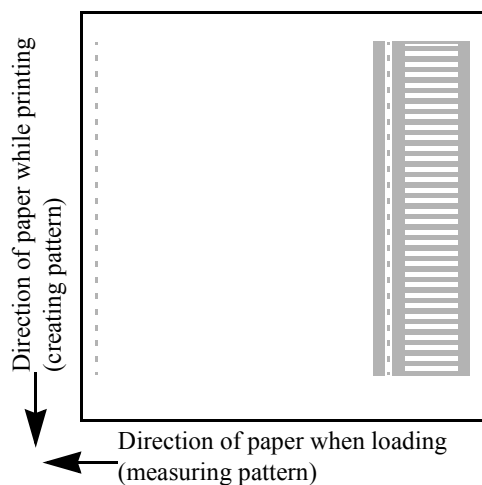 Direction of paper while printing
(creating pattern)
Direction of paper when loading
(measuring pattern)